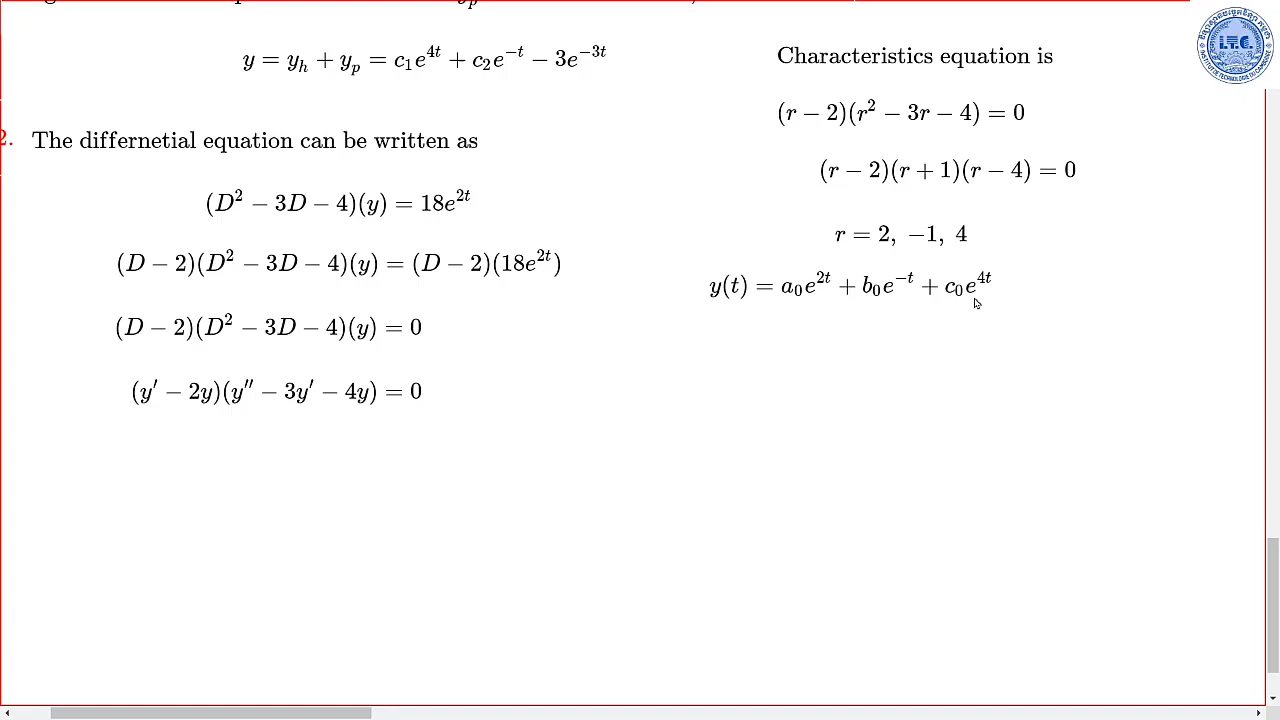 y = y_h + y_p = c_1e^{4t} + c_2e^{-t} - 3e^{-3t}
2. The differnetial equation can be written as
(D^2 - 3D - 4)(y) = 18e^{2t}
(D - 2)(D^2 - 3D - 4)(y) = (D - 2)(18e^{2t})
(D - 2)(D^2 - 3D - 4)(y) = 0
(y' - 2y)(y'' - 3y' - 4y) = 0
Characteristics equation is
(r - 2)(r^2 - 3r - 4) = 0
(r - 2)(r + 1)(r - 4) = 0
r = 2, -1, 4
y(t) = a_0e^{2t} + b_0e^{-t} + c_0e^{4t}
I.T.C.